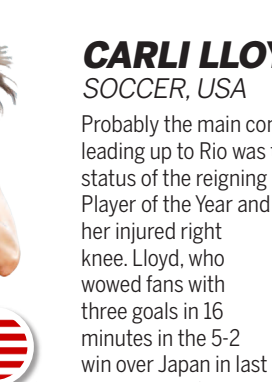 CARLI
SOCCER, USA
Probably the main
leading up to Rio was
status of the reigning
Player of the Year and
her injured right
knee. Lloyd, who
wowed fans with
three goals in 16
minutes in the 5-2
win over Japan in last